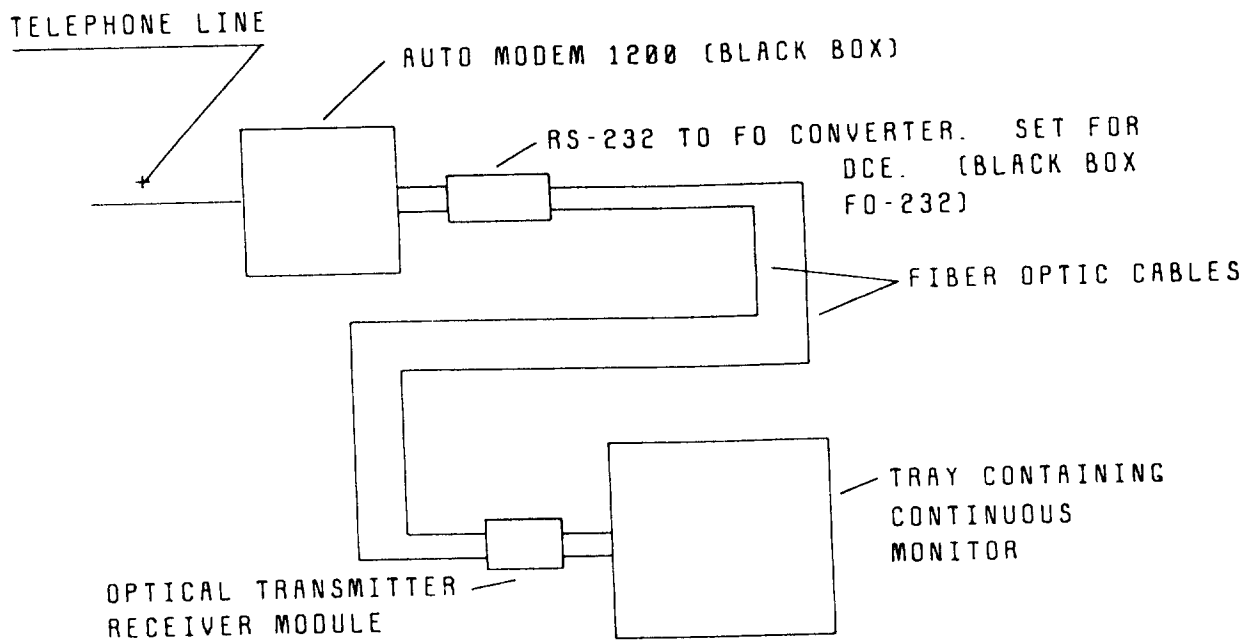 TELEPHONE LINE
AUTO MODEM 1200 (BLACK BOX)
RS-232 TO FO CONVERTER. SET FOR
DCE. (BLACK BOX
FO-232)
FIBER OPTIC CABLES
TRAY CONTAINING
CONTINUOUS
MONITOR
OPTICAL TRANSMITTER
RECEIVER MODULE